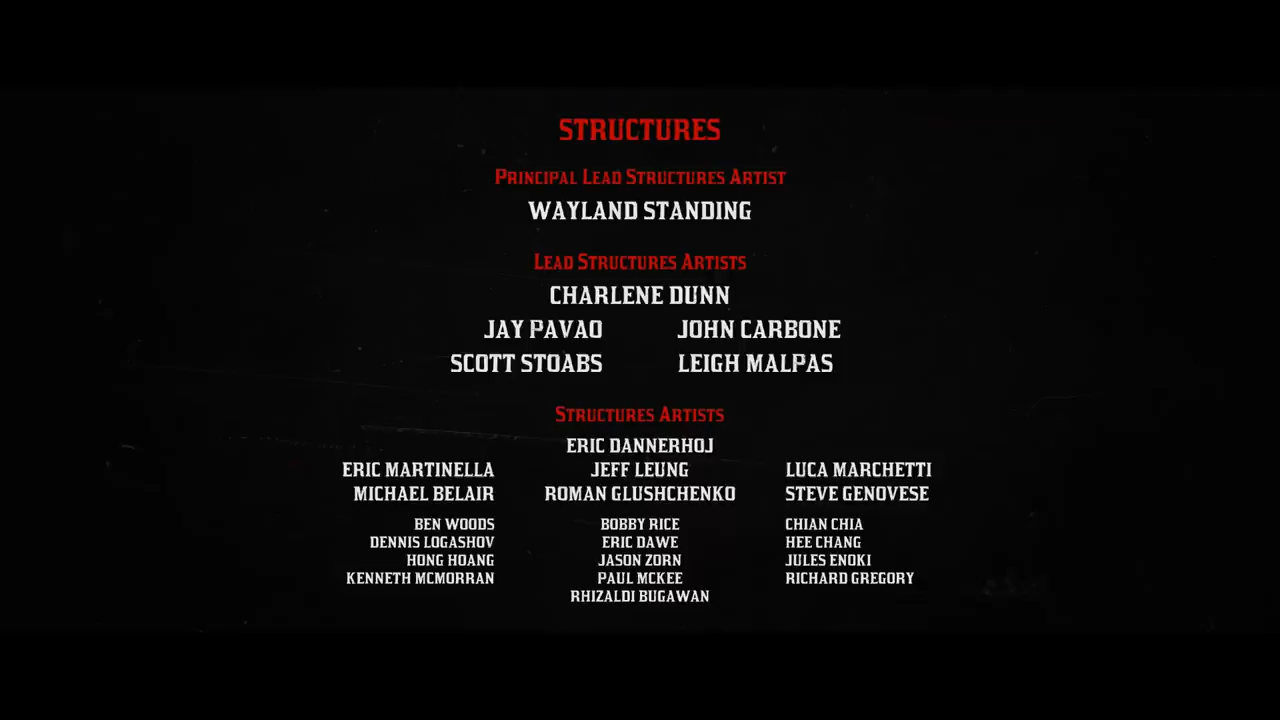 STRUCTURES
PRINCIPAL LEAD STRUCTURES ARTIST
WAYLAND STANDING
LEAD STRUCTURES ARTISTS
CHARLENE DUNN
JAY PAVAO JOHN CARBONE
SCOTT STOABS LEIGH MALPAS
STRUCTURES ARTISTS
ERIC DANNERHOJ
ERIC MARTINELLA JEFF LEUNG LUCA MARCHETTI
MICHAEL BELAIR ROMAN GLUSHCHENKO STEVE GENOVESE
BEN WOODS BOBBY RICE CHIAN CHIA
DENNIS LOGASHOV ERIC DAWE HEE CHANG
HONG HOANG JASON ZORN JULES ENOKI
KENNETH MCMORRAN PAUL MCKEE RICHARD GREGORY
RHIZALDI BUGAWAN